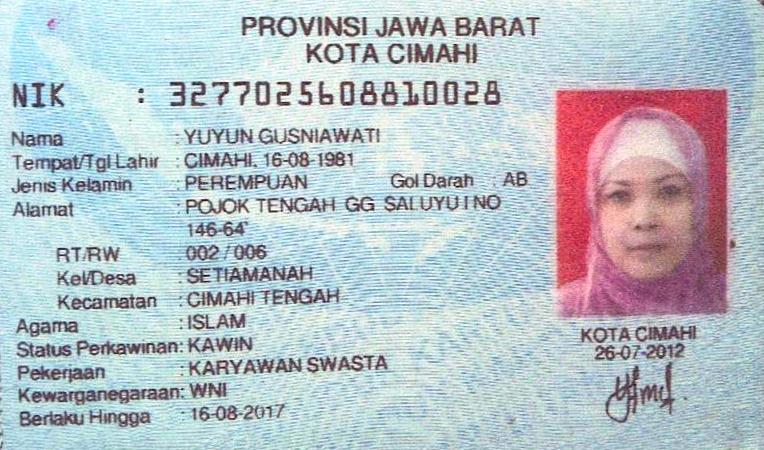 PROVINSI JAWA BARAT
KOTA CIMAHI
NIK : 3277025608810028
Nama : YUYUN GUSNIAWATI
Tempat/Tgl Lahir : CIMAHI, 16-08-1981
Jenis Kelamin : PEREMPUAN Gol Darah : AB
Alamat : POJOK TENGAH GG SALUYU I NO
146-64
RT/RW : 002 / 006
Kel/Desa : SETIAMANAH
Kecamatan : CIMAHI TENGAH
Agama : ISLAM
Status Perkawinan: KAWIN
Pekerjaan : KARYAWAN SWASTA
Kewarganegaraan: WNI
Berlaku Hingga : 16-08-2017
KOTA CIMAHI
26-07-2012